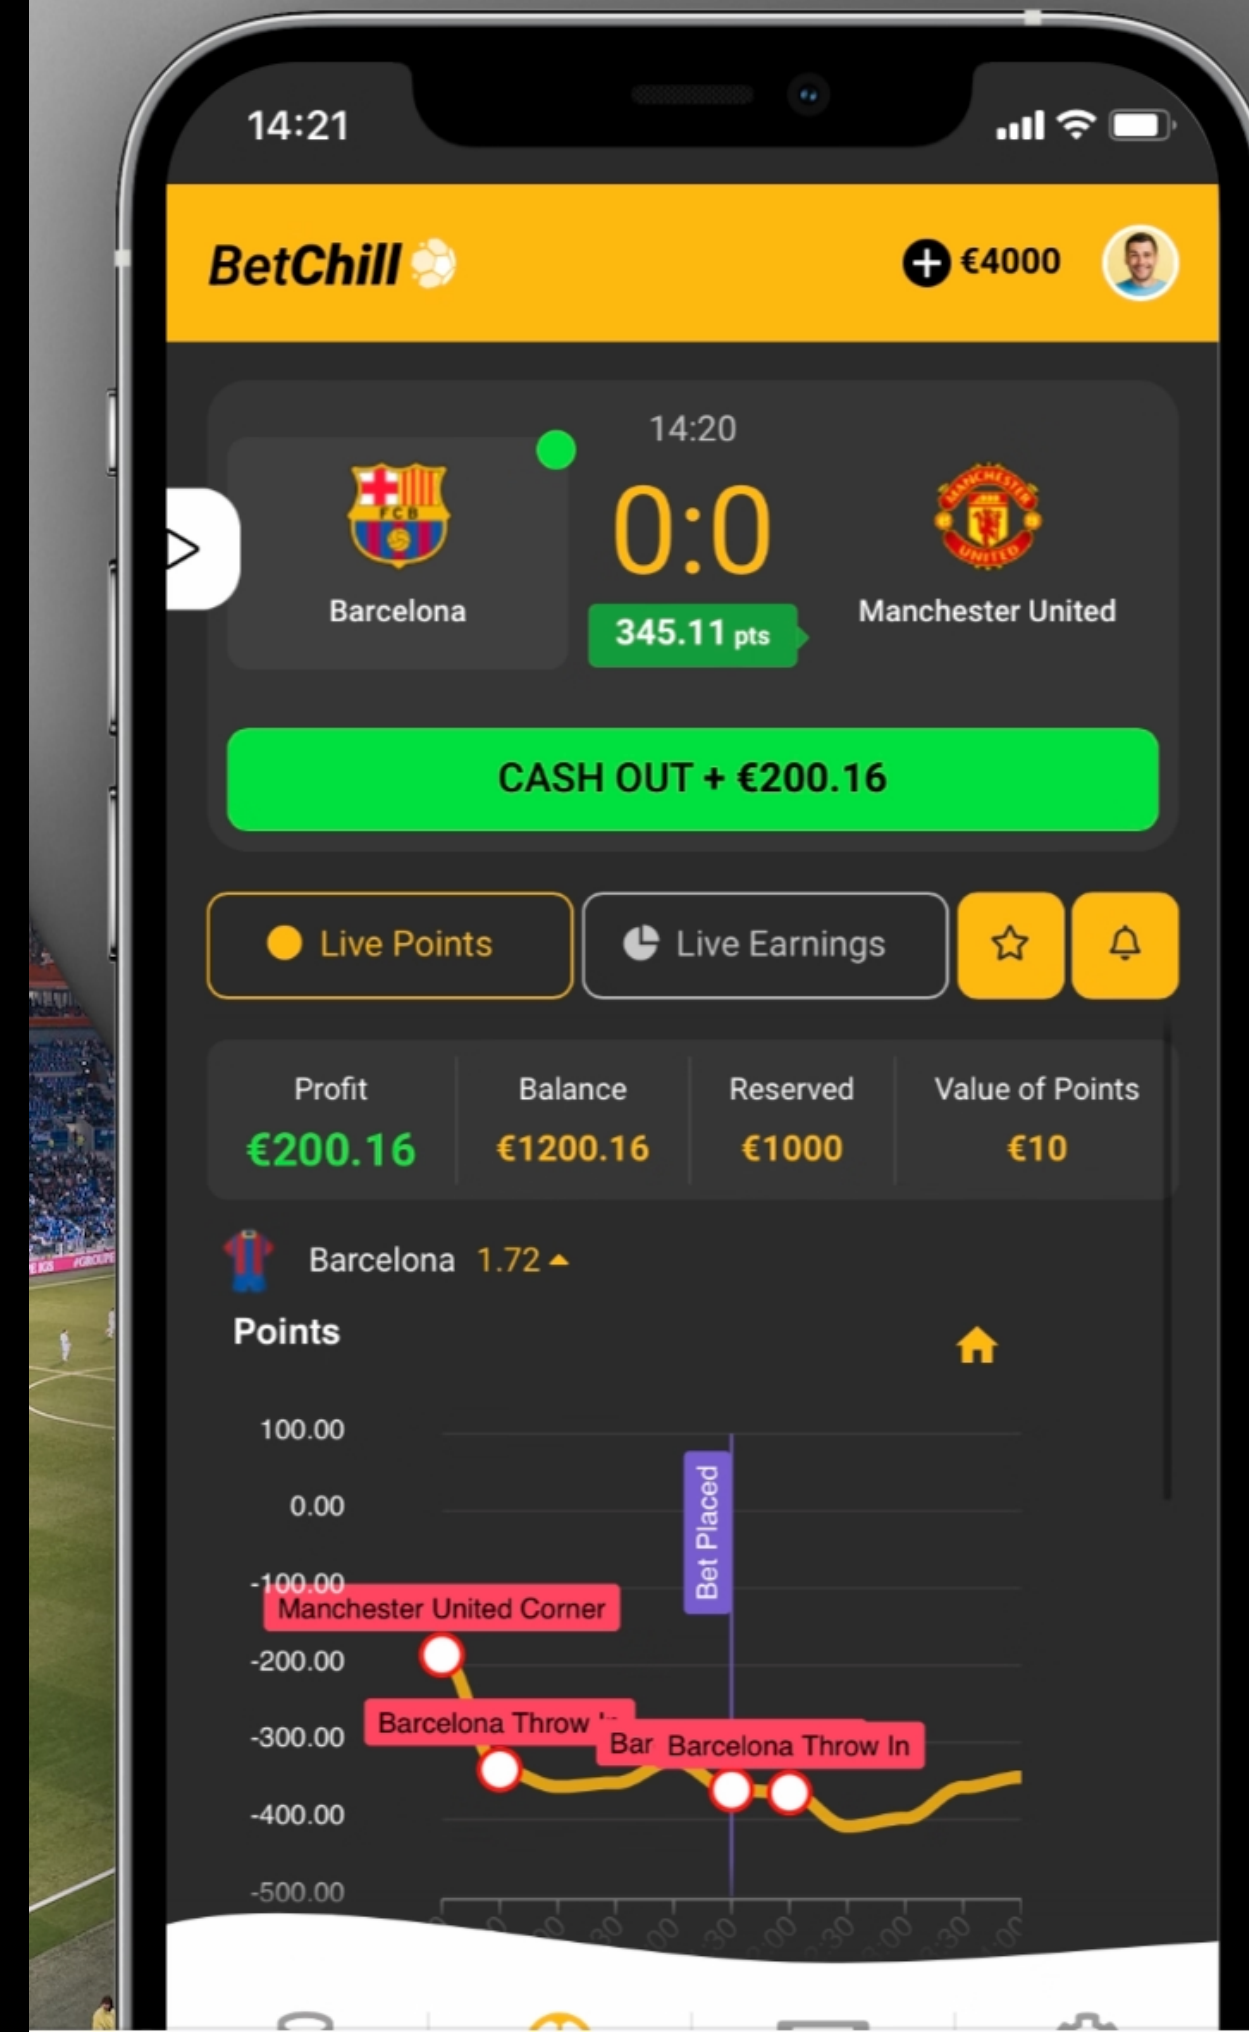 14:21
BetChill
€4000
14:20
FCB
MANCHESTER
UNITED
0:0
Barcelona
Manchester United
345.11 pts
CASH OUT + €200.16
Live Points
Live Earnings
Profit
Balance
Reserved
Value of Points
€200.16
€1200.16
€1000
€10
Barcelona 1.72
Points
100.00
0.00
Bet Placed
-100.00
Manchester United Corner
-200.00
Barcelona Throw
-300.00
Bar
Barcelona Throw In
-400.00
-500.00